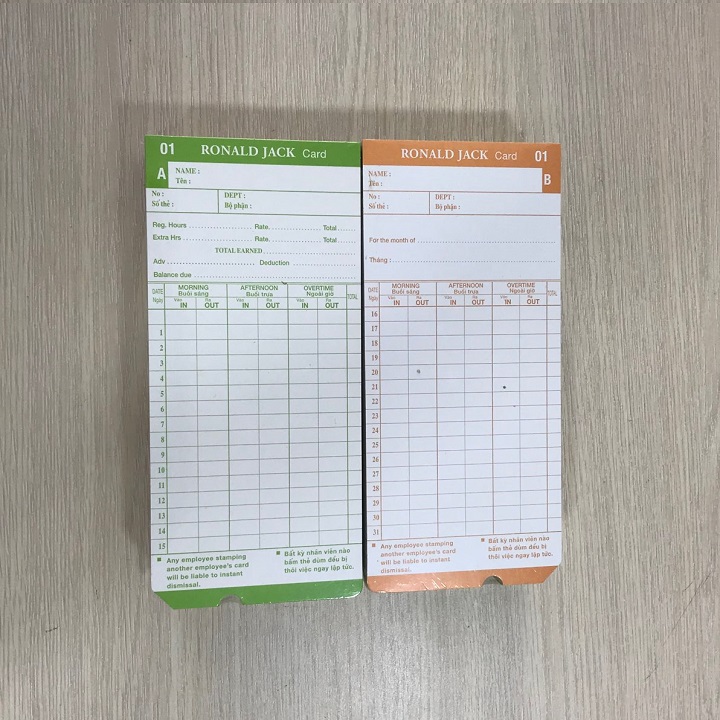 01 RONALD JACK Card
A
NAME :
Tên :
No : DEPT :
Số thẻ : Bộ phận :
Reg. Hours Rate. Total
Extra Hrs Rate. Total
TOTAL EARNED
Adv Deduction
Balance due
DATE MORNING AFTERNOON OVERTIME TOTAL
Buổi sáng Buổi trưa Ngoài giờ
Ngày Vào Ra Vào Ra Vào Ra
IN OUT IN OUT IN OUT
1
2
3
4
5
6
7
8
9
10
11
12
13
14
15
Any employee stamping
another employee's card
will be liable to instant
dismissal.
Bất kỳ nhân viên nào
bấm thẻ dùm đều bị
thôi việc ngay lập tức.
RONALD JACK Card 01
B
NAME :
Tên :
No : DEPT :
Số thẻ : Bộ phận :
For the month of
Tháng :
DATE MORNING AFTERNOON OVERTIME TOTAL
Buổi sáng Buổi trưa Ngoài giờ
Ngày Vào Ra Vào Ra Vào Ra
IN OUT IN OUT IN OUT
16
17
18
19
20
21
22
23
24
25
26
27
28
29
30
31
Any employee stamping
another employee's card
will be liable to instant
dismissal.
Bất kỳ nhân viên nào
bấm thẻ dùm đều bị
thôi việc ngay lập tức.